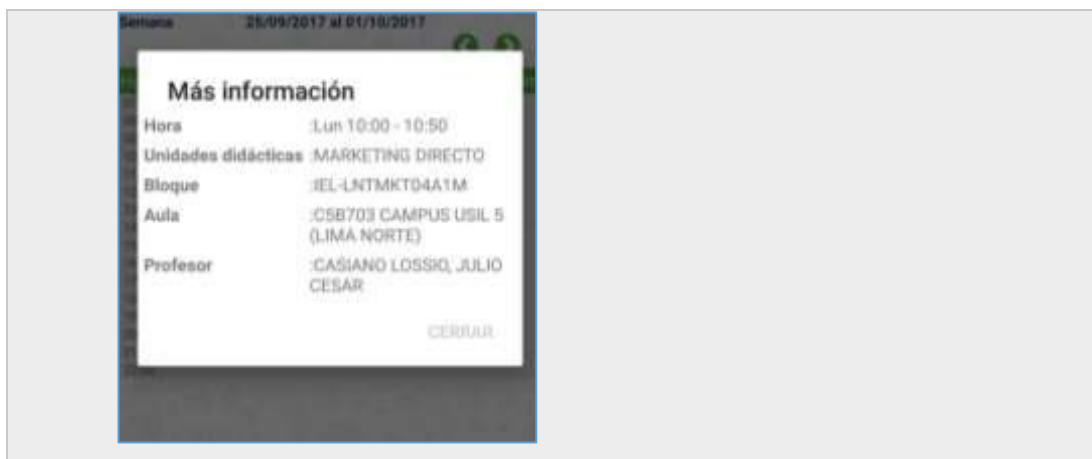 Semana 25/09/2017 al 01/10/2017
Más información
Hora :Lun 10:00 - 10:50
Unidades didácticas :MARKETING DIRECTO
Bloque :IEL-LNTMKT04A1M
Aula :C5B703 CAMPUS USIL 5
(LIMA NORTE)
Profesor :CASIANO LOSSIO, JULIO
CESAR
CERRAR